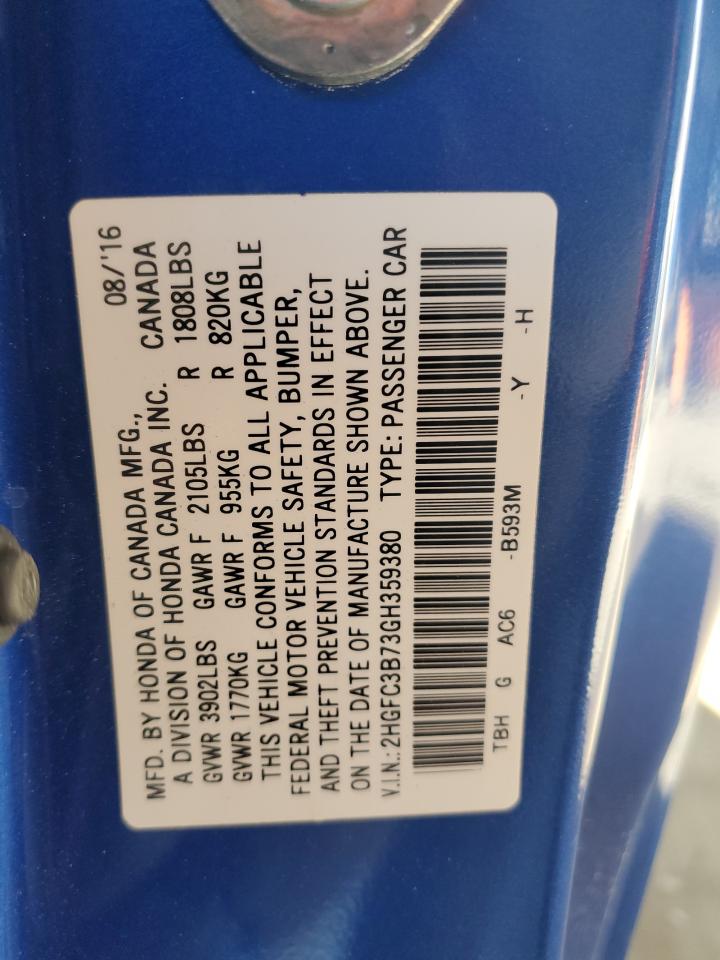 MFD. BY HONDA OF CANADA MFG., 08/'16
A DIVISION OF HONDA CANADA INC. CANADA
GVWR 3902LBS GAWR F 2105LBS R 1808LBS
GVWR 1770KG GAWR F 955KG R 820KG
THIS VEHICLE CONFORMS TO ALL APPLICABLE
FEDERAL MOTOR VEHICLE SAFETY, BUMPER,
AND THEFT PREVENTION STANDARDS IN EFFECT
ON THE DATE OF MANUFACTURE SHOWN ABOVE.
V.I.N.: 2HGFC3B73GH359380 TYPE: PASSENGER CAR
TBH G AC6 -B593M -Y -H